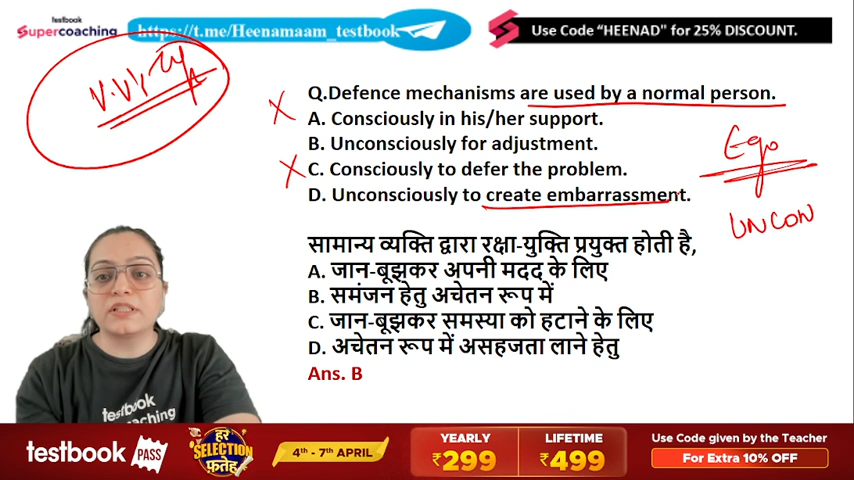 testbook
Supercoaching
https://t.me/Heenamaam_testbook
Use Code “HEENAD" for 25% DISCOUNT.
V.V.
Q.Defence mechanisms are used by a normal person.
A. Consciously in his/her support.
B. Unconsciously for adjustment.
C. Consciously to defer the problem.
D. Unconsciously to create embarrassment.
Ego
UNCON
सामान्य व्यक्ति द्वारा रक्षा-युक्ति प्रयुक्त होती है,
A. जान-बूझकर अपनी मदद के लिए
B. समंजन हेतु अचेतन रूप में
C. जान-बूझकर समस्या को हटाने के लिए
D. अचेतन रूप में असहजता लाने हेतु
Ans. B
testbook
coaching
testbook PASS
हर SELECTION फतेह
4th - 7th APRIL
YEARLY
₹299
LIFETIME
₹499
Use Code given by the Teacher
For Extra 10% OFF